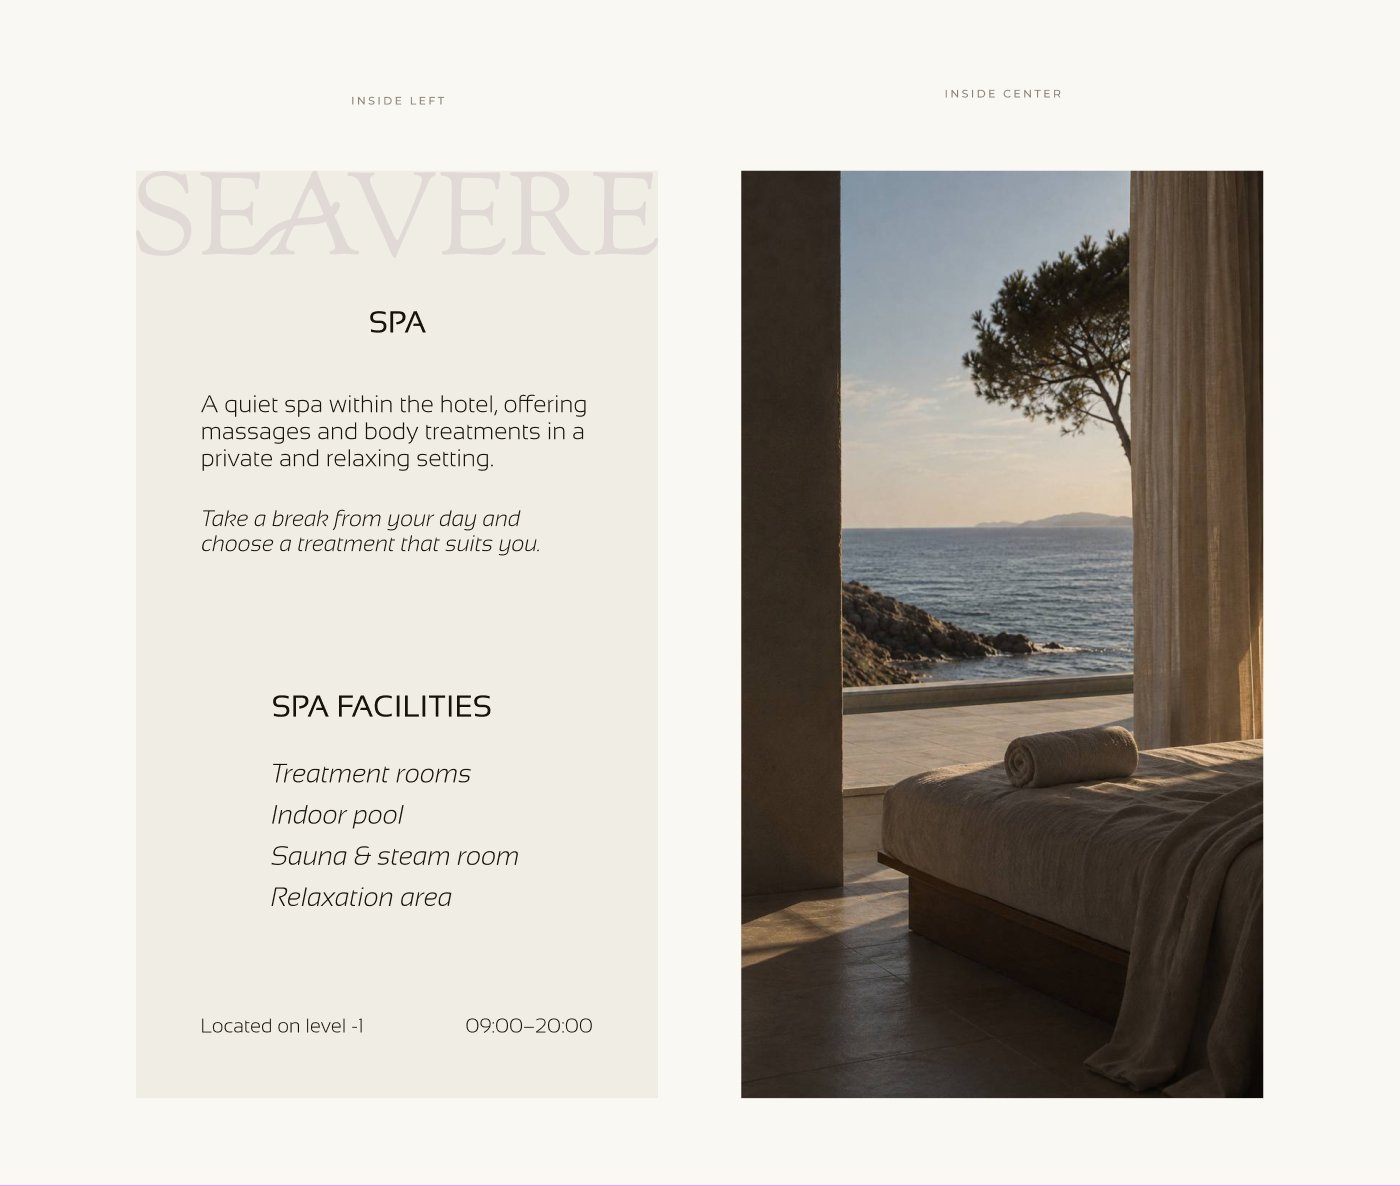 INSIDE LEFT
INSIDE CENTER
SEAVERE
SPA
A quiet spa within the hotel, offering
massages and body treatments in a
private and relaxing setting.
Take a break from your day and
choose a treatment that suits you.
SPA FACILITIES
Treatment rooms
Indoor pool
Sauna & steam room
Relaxation area
Located on level -1
09:00–20:00